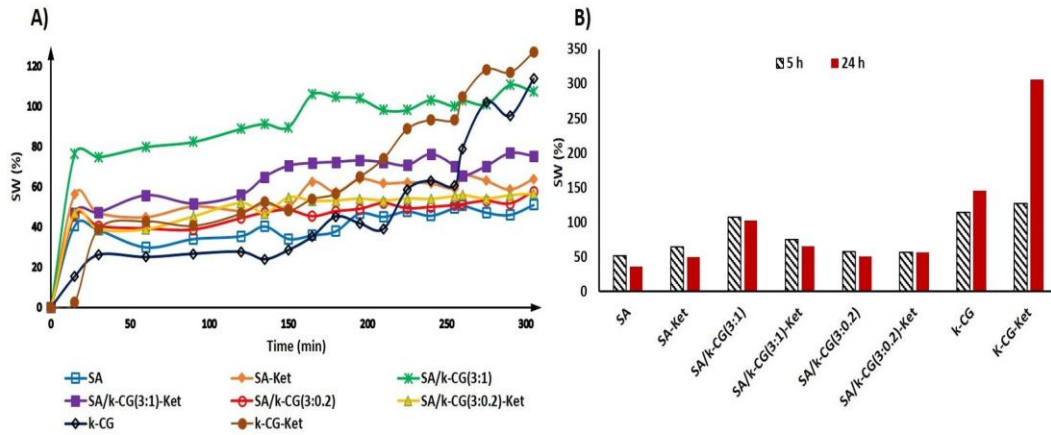 A)
SW (%)
120
100
80
60
40
20
0
0 50 100 150 200 250 300
Time (min)
SA SA-Ket SA/k-CG(3:1)
SA/k-CG(3:1)-Ket SA/k-CG(3:0.2) SA/k-CG(3:0.2)-Ket
k-CG k-CG-Ket
B)
SW (%)
350
300
250
200
150
100
50
0
5 h 24 h
SA
SA-Ket
SA/k-CG(3:1)
SA/k-CG(3:1)-Ket
SA/k-CG(3:0.2)
SA/k-CG(3:0.2)-Ket
k-CG
K-CG-Ket